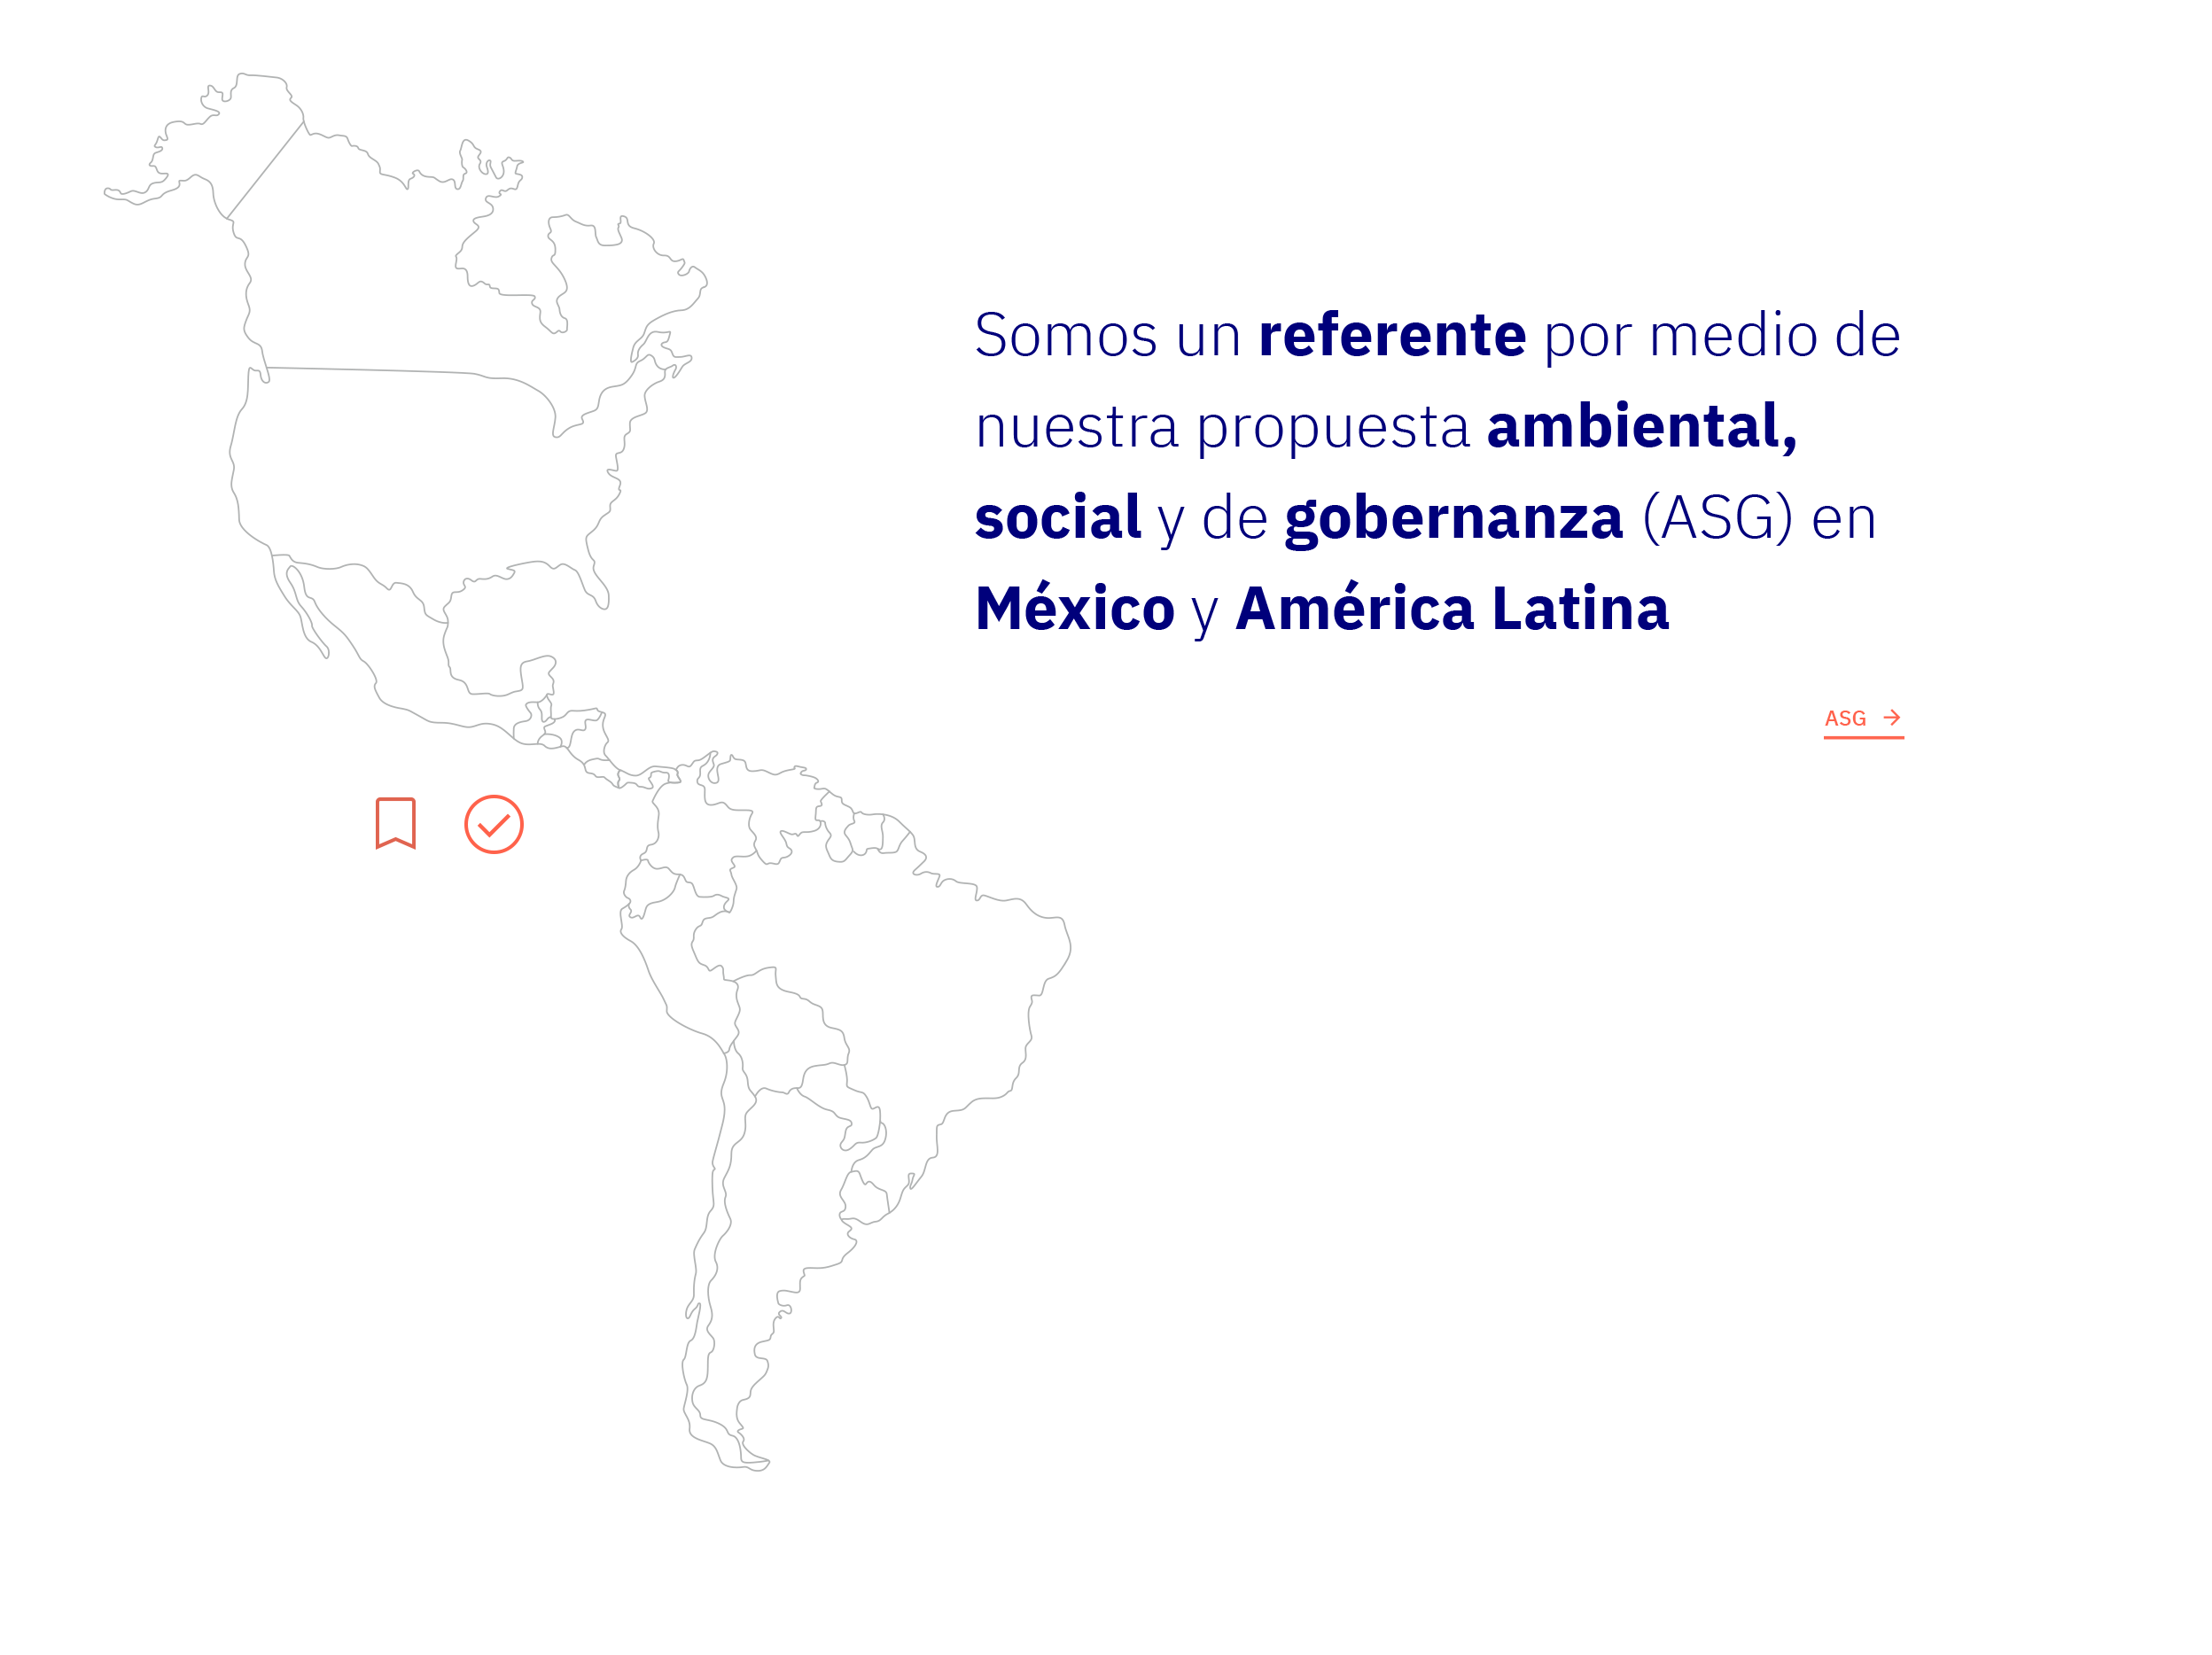 Somos un referente por medio de
nuestra propuesta ambiental,
social y de gobernanza (ASG) en
México y América Latina
ASG